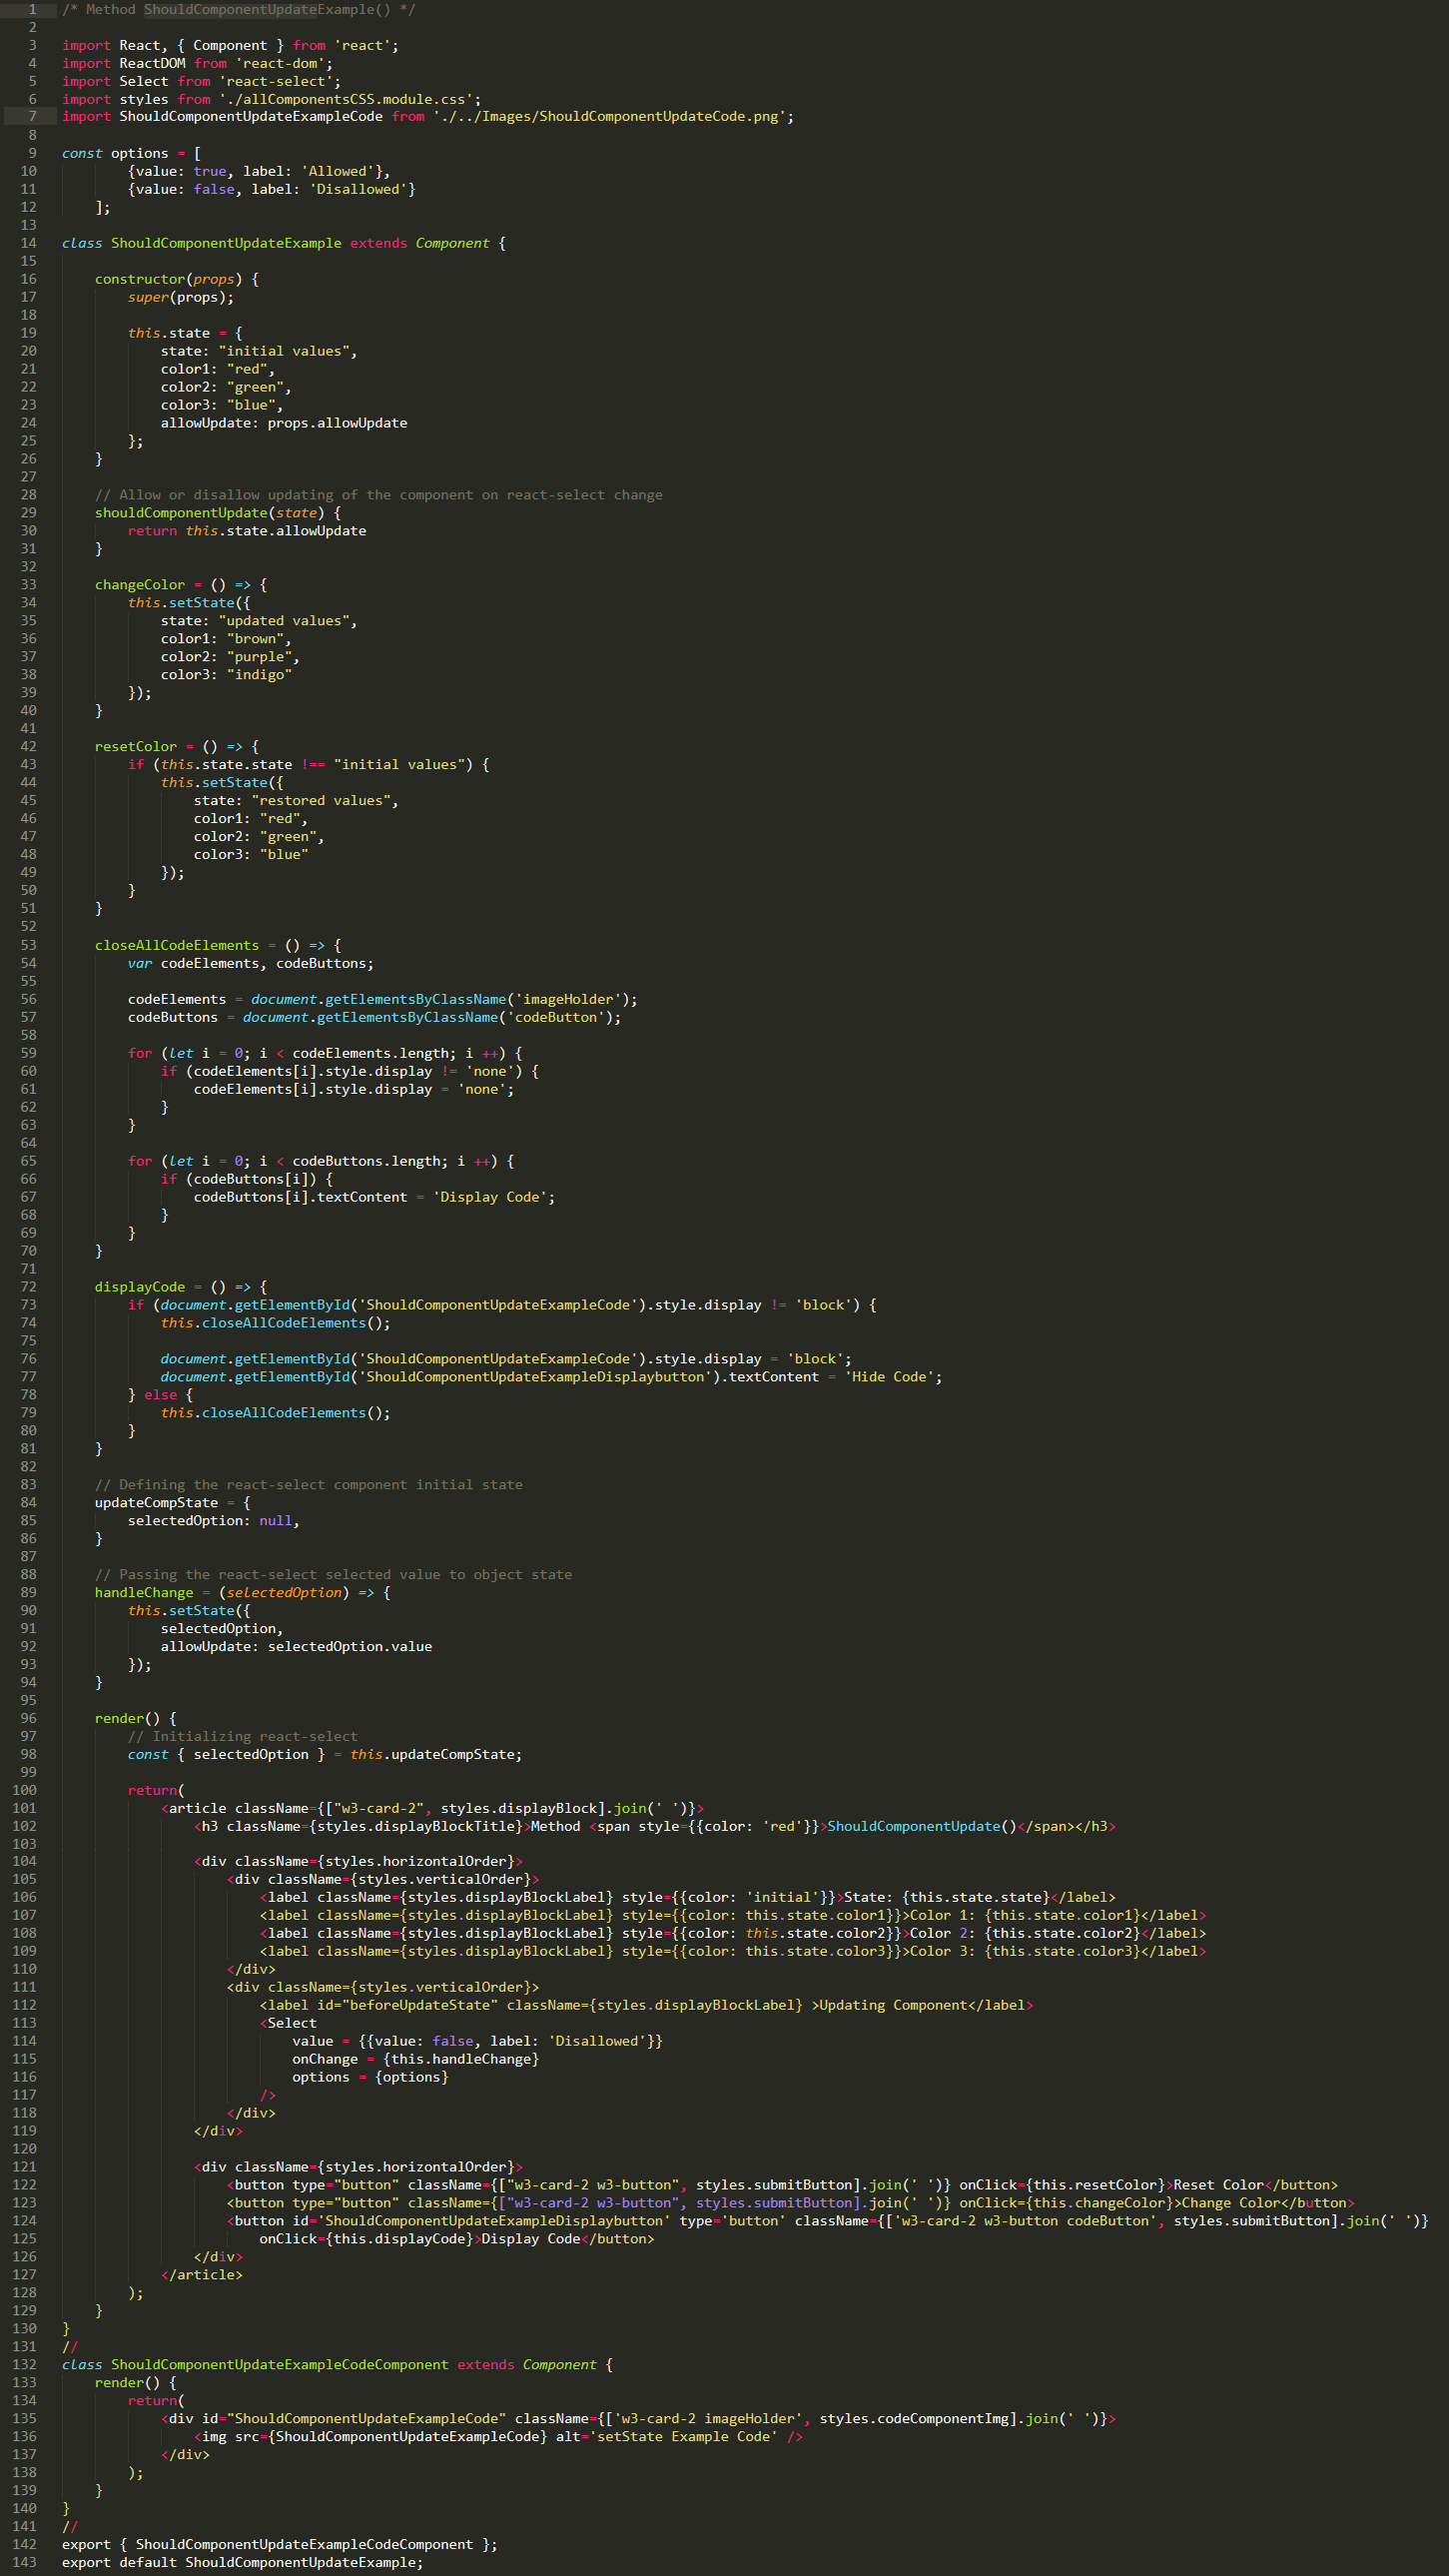 1 /* Method ShouldComponentUpdateExample() */
2
3 import React, { Component } from 'react';
4 import ReactDOM from 'react-dom';
5 import Select from 'react-select';
6 import styles from './allComponentsCSS.module.css';
7 import ShouldComponentUpdateExampleCode from './../Images/ShouldComponentUpdateCode.png';
8
9 const options = [
10         {value: true, label: 'Allowed'},
11         {value: false, label: 'Disallowed'}
12     ];
13
14 class ShouldComponentUpdateExample extends Component {
15
16     constructor(props) {
17         super(props);
18
19         this.state = {
20             state: "initial values",
21             color1: "red",
22             color2: "green",
23             color3: "blue",
24             allowUpdate: props.allowUpdate
25         };
26     }
27
28     // Allow or disallow updating of the component on react-select change
29     shouldComponentUpdate(state) {
30         return this.state.allowUpdate
31     }
32
33     changeColor = () => {
34         this.setState({
35             state: "updated values",
36             color1: "brown",
37             color2: "purple",
38             color3: "indigo"
39         });
40     }
41
42     resetColor = () => {
43         if (this.state.state !== "initial values") {
44             this.setState({
45                 state: "restored values",
46                 color1: "red",
47                 color2: "green",
48                 color3: "blue"
49             });
50         }
51     }
52
53     closeAllCodeElements = () => {
54         var codeElements, codeButtons;
55
56         codeElements = document.getElementsByClassName('imageHolder');
57         codeButtons = document.getElementsByClassName('codeButton');
58
59         for (let i = 0; i < codeElements.length; i ++) {
60             if (codeElements[i].style.display != 'none') {
61                 codeElements[i].style.display = 'none';
62             }
63         }
64
65         for (let i = 0; i < codeButtons.length; i ++) {
66             if (codeButtons[i]) {
67                 codeButtons[i].textContent = 'Display Code';
68             }
69         }
70     }
71
72     displayCode = () => {
73         if (document.getElementById('ShouldComponentUpdateExampleCode').style.display != 'block') {
74             this.closeAllCodeElements();
75
76             document.getElementById('ShouldComponentUpdateExampleCode').style.display = 'block';
77             document.getElementById('ShouldComponentUpdateExampleDisplaybutton').textContent = 'Hide Code';
78         } else {
79             this.closeAllCodeElements();
80         }
81     }
82
83     // Defining the react-select component initial state
84     updateCompState = {
85         selectedOption: null,
86     }
87
88     // Passing the react-select selected value to object state
89     handleChange = (selectedOption) => {
90         this.setState({
91             selectedOption,
92             allowUpdate: selectedOption.value
93         });
94     }
95
96     render() {
97         // Initializing react-select
98         const { selectedOption } = this.updateCompState;
99
100         return(
101             <article className={["w3-card-2", styles.displayBlock].join(' ')}>
102                 <h3 className={styles.displayBlockTitle}>Method <span style={{color: 'red'}}>ShouldComponentUpdate()</span></h3>
103
104                 <div className={styles.horizontalOrder}>
105                     <div className={styles.verticalOrder}>
106                         <label className={styles.displayBlockLabel} style={{color: 'initial'}}>State: {this.state.state}</label>
107                         <label className={styles.displayBlockLabel} style={{color: this.state.color1}}>Color 1: {this.state.color1}</label>
108                         <label className={styles.displayBlockLabel} style={{color: this.state.color2}}>Color 2: {this.state.color2}</label>
109                         <label className={styles.displayBlockLabel} style={{color: this.state.color3}}>Color 3: {this.state.color3}</label>
110                     </div>
111                     <div className={styles.verticalOrder}>
112                         <label id="beforeUpdateState" className={styles.displayBlockLabel} >Updating Component</label>
113                         <Select
114                             value = {{value: false, label: 'Disallowed'}}
115                             onChange = {this.handleChange}
116                             options = {options}
117                         />
118                     </div>
119                 </div>
120
121                 <div className={styles.horizontalOrder}>
122                     <button type="button" className={["w3-card-2 w3-button", styles.submitButton].join(' ')} onClick={this.resetColor}>Reset Color</button>
123                     <button type="button" className={["w3-card-2 w3-button", styles.submitButton].join(' ')} onClick={this.changeColor}>Change Color</button>
124                     <button id='ShouldComponentUpdateExampleDisplaybutton' type='button' className={['w3-card-2 w3-button codeButton', styles.submitButton].join(' ')}
125                         onClick={this.displayCode}>Display Code</button>
126                 </div>
127             </article>
128         );
129     }
130 }
131 //
132 class ShouldComponentUpdateExampleCodeComponent extends Component {
133     render() {
134         return(
135             <div id="ShouldComponentUpdateExampleCode" className={['w3-card-2 imageHolder', styles.codeComponentImg].join(' ')}>
136                 <img src={ShouldComponentUpdateExampleCode} alt='setState Example Code' />
137             </div>
138         );
139     }
140 }
141 //
142 export { ShouldComponentUpdateExampleCodeComponent };
143 export default ShouldComponentUpdateExample;